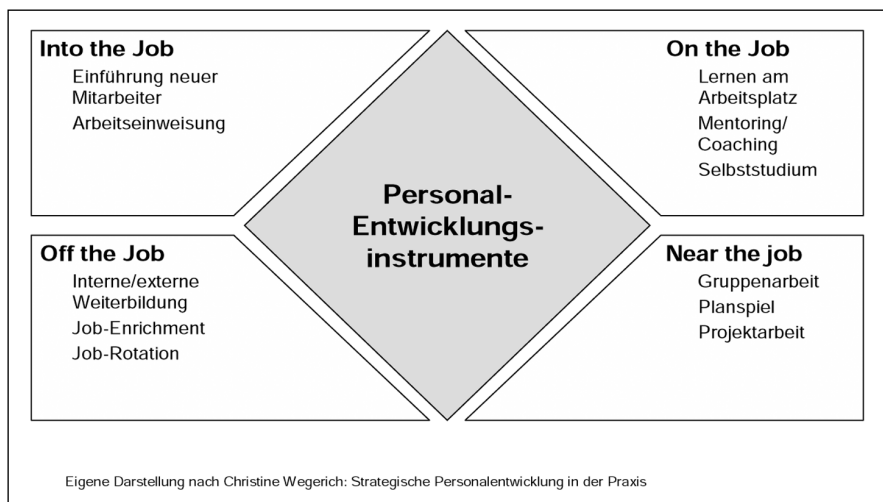 Into the Job
Einführung neuer
Mitarbeiter
Arbeitseinweisung
On the Job
Lernen am
Arbeitsplatz
Mentoring/
Coaching
Selbststudium
Personal-
Entwicklungs-
instrumente
Off the Job
Interne/externe
Weiterbildung
Job-Enrichment
Job-Rotation
Near the job
Gruppenarbeit
Planspiel
Projektarbeit
Eigene Darstellung nach Christine Wegerich: Strategische Personalentwicklung in der Praxis